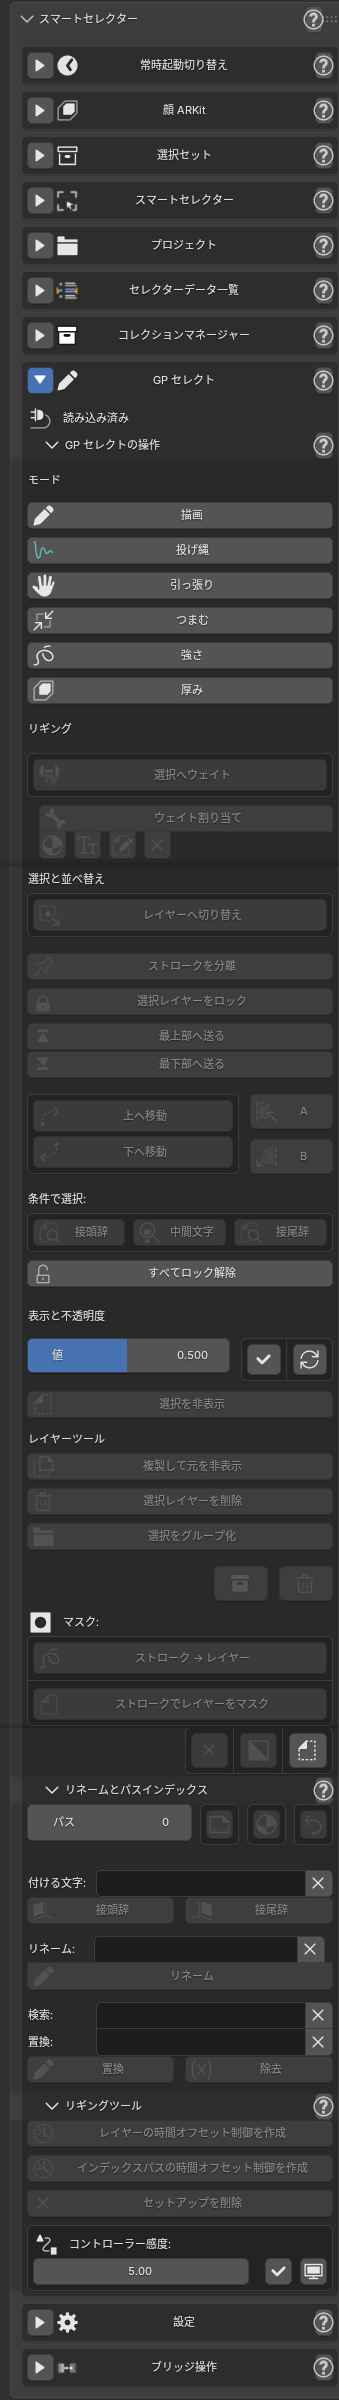 スマートセレクター
常時起動切り替え
顔 ARKit
選択セット
スマートセレクター
プロジェクト
セレクターデータ一覧
コレクションマネージャー
GP セレクト
読み込み済み
GP セレクトの操作
モード
描画
投げ縄
引っ張り
つまむ
強さ
厚み
リギング
選択へウェイト
ウェイト割り当て
選択と並べ替え
レイヤーへ切り替え
ストロークを分離
選択レイヤーをロック
最上部へ送る
最下部へ送る
上へ移動 A
下へ移動 B
条件で選択:
接頭辞 中間文字 接尾辞
すべてロック解除
表示と不透明度
値 0.500
選択を非表示
レイヤーツール
複製して元を非表示
選択レイヤーを削除
選択をグループ化
マスク:
ストローク → レイヤー
ストロークでレイヤーをマスク
リネームとパスインデックス
パス 0
付ける文字:
接頭辞 接尾辞
リネーム:
リネーム
検索:
置換:
置換 除去
リギングツール
レイヤーの時間オフセット制御を作成
インデックスパスの時間オフセット制御を作成
セットアップを削除
コントローラー感度:
5.00
設定
ブリッジ操作